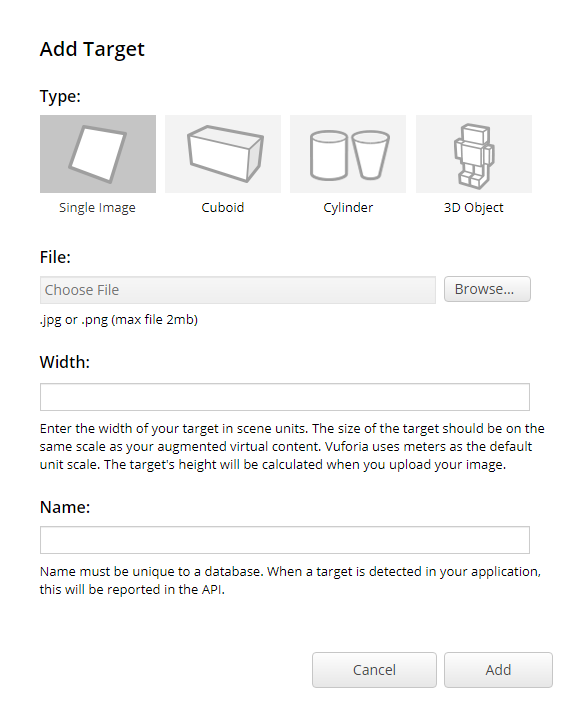 Add Target
Type:
Single Image
Cuboid
Cylinder
3D Object
File:
Choose File
Browse...
.jpg or .png (max file 2mb)
Width:
Enter the width of your target in scene units. The size of the target should be on the
same scale as your augmented virtual content. Vuforia uses meters as the default
unit scale. The target's height will be calculated when you upload your image.
Name:
Name must be unique to a database. When a target is detected in your application,
this will be reported in the API.
Cancel
Add